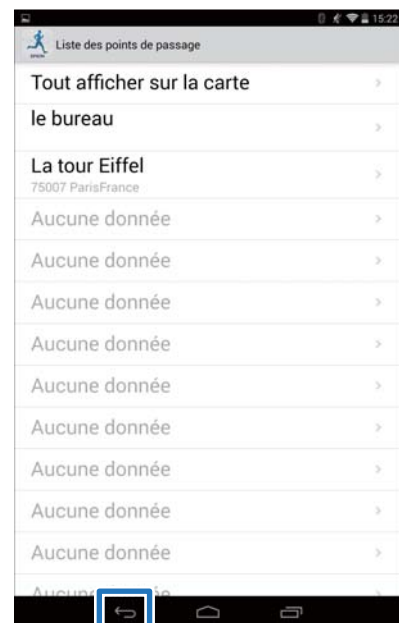 15:22
Liste des points de passage
Tout afficher sur la carte
le bureau
La tour Eiffel
75007 ParisFrance
Aucune donnée
Aucune donnée
Aucune donnée
Aucune donnée
Aucune donnée
Aucune donnée
Aucune donnée
Aucune donnée
Aucune donnée